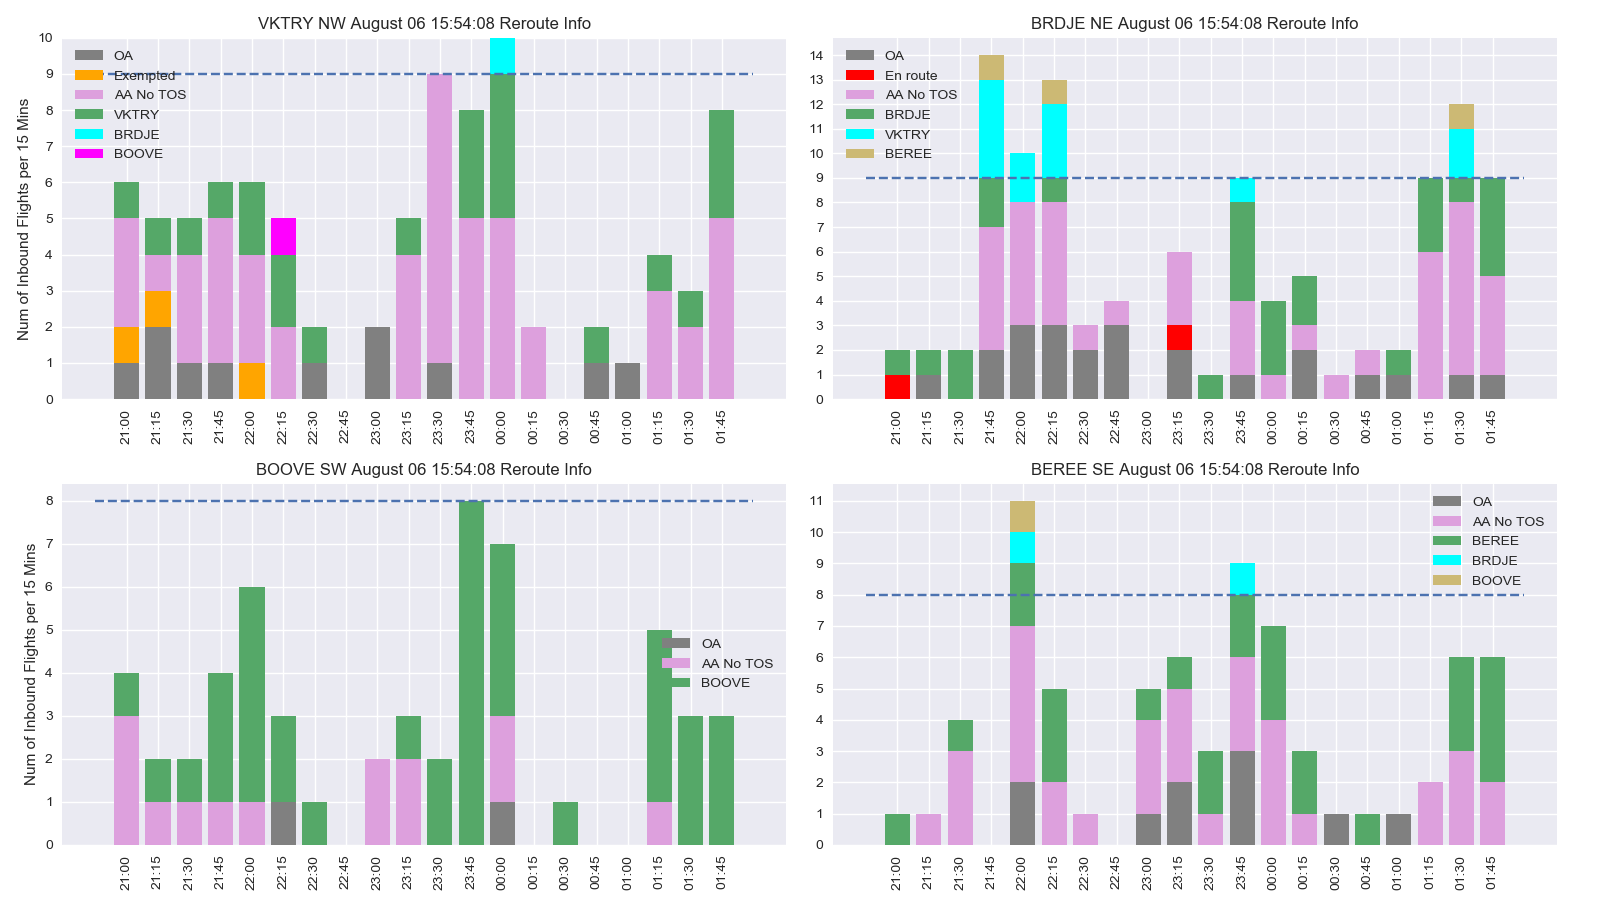 VKTRY NW August 06 15:54:08 Reroute Info
Num of Inbound Flights per 15 Mins
10
9
8
7
6
5
4
3
2
1
0
OA
Exempted
AA No TOS
VKTRY
BRDJE
BOOVE
21:00 21:15 21:30 21:45 22:00 22:15 22:30 22:45 23:00 23:15 23:30 23:45 00:00 00:15 00:30 00:45 01:00 01:15 01:30 01:45
BRDJE NE August 06 15:54:08 Reroute Info
14
13
12
11
10
9
8
7
6
5
4
3
2
1
0
OA
En route
AA No TOS
BRDJE
VKTRY
BEREE
21:00 21:15 21:30 21:45 22:00 22:15 22:30 22:45 23:00 23:15 23:30 23:45 00:00 00:15 00:30 00:45 01:00 01:15 01:30 01:45
BOOVE SW August 06 15:54:08 Reroute Info
Num of Inbound Flights per 15 Mins
8
7
6
5
4
3
2
1
0
OA
AA No TOS
BOOVE
21:00 21:15 21:30 21:45 22:00 22:15 22:30 22:45 23:00 23:15 23:30 23:45 00:00 00:15 00:30 00:45 01:00 01:15 01:30 01:45
BEREE SE August 06 15:54:08 Reroute Info
11
10
9
8
7
6
5
4
3
2
1
0
OA
AA No TOS
BEREE
BRDJE
BOOVE
21:00 21:15 21:30 21:45 22:00 22:15 22:30 22:45 23:00 23:15 23:30 23:45 00:00 00:15 00:30 00:45 01:00 01:15 01:30 01:45